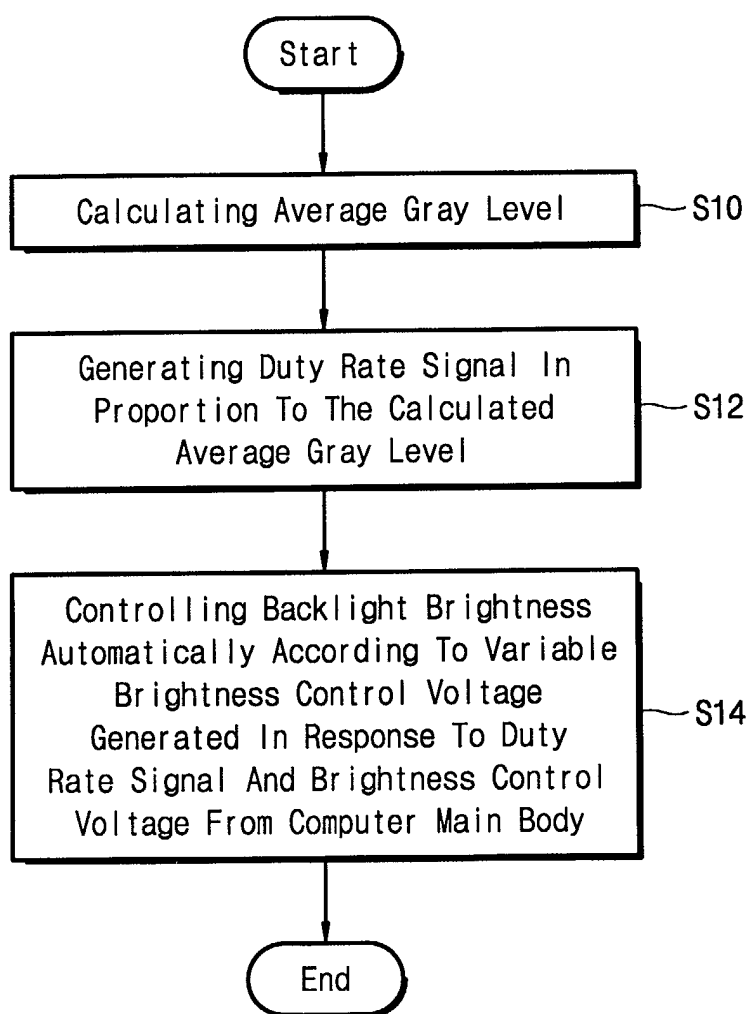 Start
Calculating Average Gray Level
S10
Generating Duty Rate Signal In
Proportion To The Calculated
Average Gray Level
S12
Controlling Backlight Brightness
Automatically According To Variable
Brightness Control Voltage
Generated In Response To Duty
Rate Signal And Brightness Control
Voltage From Computer Main Body
S14
End